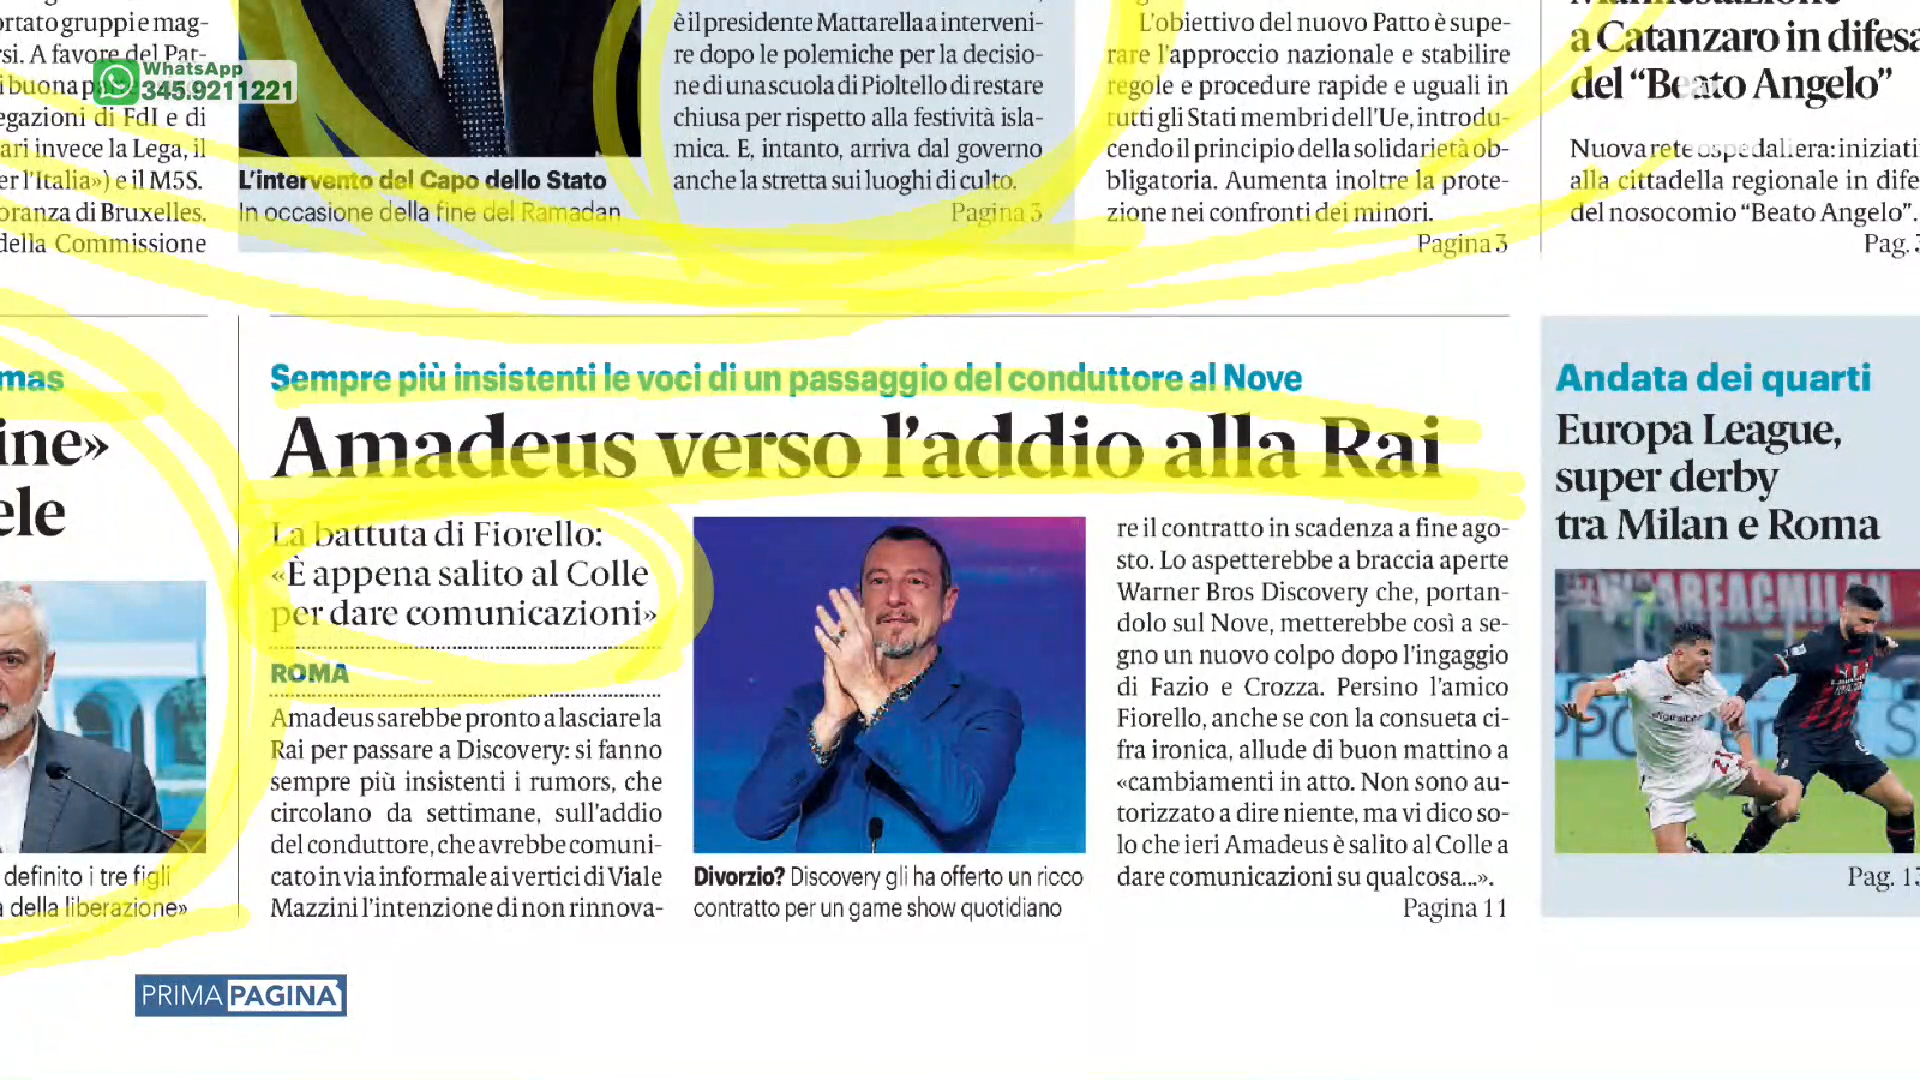 ortato gruppi e mag-
si. A favore del Par-
buona pa
egazioni di FdI e di
ari invece la Lega, il
er l'Italia») e il M5S.
oranza di Bruxelles.
della Commissione
WhatsApp
345.9211221
L'intervento del Capo dello Stato
In occasione della fine del Ramadan
è il presidente Mattarella a interveni-
re dopo le polemiche per la decisio-
ne di una scuola di Pioltello di restare
chiusa per rispetto alla festività isla-
mica. E, intanto, arriva dal governo
anche la stretta sui luoghi di culto.
Pagina 3
L'obiettivo del nuovo Patto è supe-
rare l'approccio nazionale e stabilire
regole e procedure rapide e uguali in
tutti gli Stati membri dell'Ue, introdu-
cendo il principio della solidarietà ob-
bligatoria. Aumenta inoltre la prote-
zione nei confronti dei minori.
Pagina 3
Manifestazione
a Catanzaro in difesa
del “Beato Angelo”
Nuova rete ospedaliera: iniziati
alla cittadella regionale in dife
del nosocomio “Beato Angelo”.
Pag. 3
mas
ine»
ele
definito i tre figli
della liberazione»
Sempre più insistenti le voci di un passaggio del conduttore al Nove
Amadeus verso l'addio alla Rai
La battuta di Fiorello:
«È appena salito al Colle
per dare comunicazioni»
ROMA
Amadeus sarebbe pronto a lasciare la
Rai per passare a Discovery: si fanno
sempre più insistenti i rumors, che
circolano da settimane, sull'addio
del conduttore, che avrebbe comuni-
cato in via informale ai vertici di Viale
Mazzini l'intenzione di non rinnova-
Divorzio? Discovery gli ha offerto un ricco
contratto per un game show quotidiano
re il contratto in scadenza a fine ago-
sto. Lo aspetterebbe a braccia aperte
Warner Bros Discovery che, portan-
dolo sul Nove, metterebbe così a se-
gno un nuovo colpo dopo l'ingaggio
di Fazio e Crozza. Persino l'amico
Fiorello, anche se con la consueta ci-
fra ironica, allude di buon mattino a
«cambiamenti in atto. Non sono au-
torizzato a dire niente, ma vi dico so-
lo che ieri Amadeus è salito al Colle a
dare comunicazioni su qualcosa...».
Pagina 11
Andata dei quarti
Europa League,
super derby
tra Milan e Roma
Pag. 13
PRIMA PAGINA